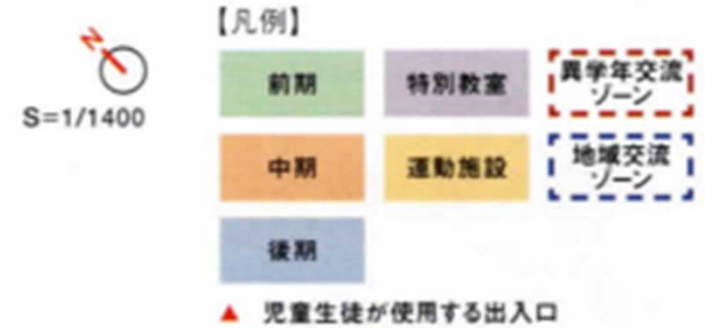 【凡例】
N
S=1/1400
前期
特別教室
異学年交流
ゾーン
中期
運動施設
地域交流
ゾーン
後期
▲ 児童生徒が使用する出入口